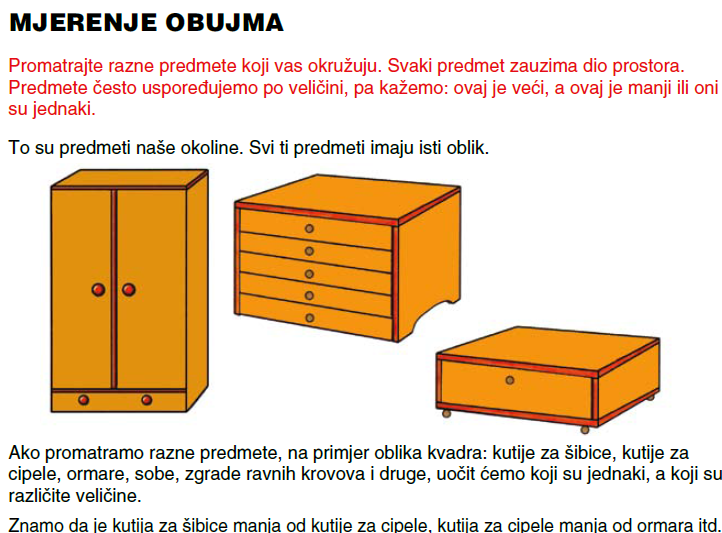 MJERENJE OBUJMA
Promatrajte razne predmete koji vas okružuju. Svaki predmet zauzima dio prostora.
Predmete često uspoređujemo po veličini, pa kažemo: ovaj je veći, a ovaj je manji ili oni
su jednaki.
To su predmeti naše okoline. Svi ti predmeti imaju isti oblik.
Ako promatramo razne predmete, na primjer oblika kvadra: kutije za šibice, kutije za
cipele, ormare, sobe, zgrade ravnih krovova i druge, uočit ćemo koji su jednaki, a koji su
različite veličine.
Znamo da je kutija za šibice manja od kutije za cipele, kutija za cipele manja od ormara itd.